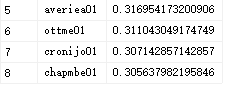 5 averiea01 0.316954173200906
6 ottme01 0.311043049174749
7 cronijo01 0.307142857142857
8 chapmbe01 0.305637982195846